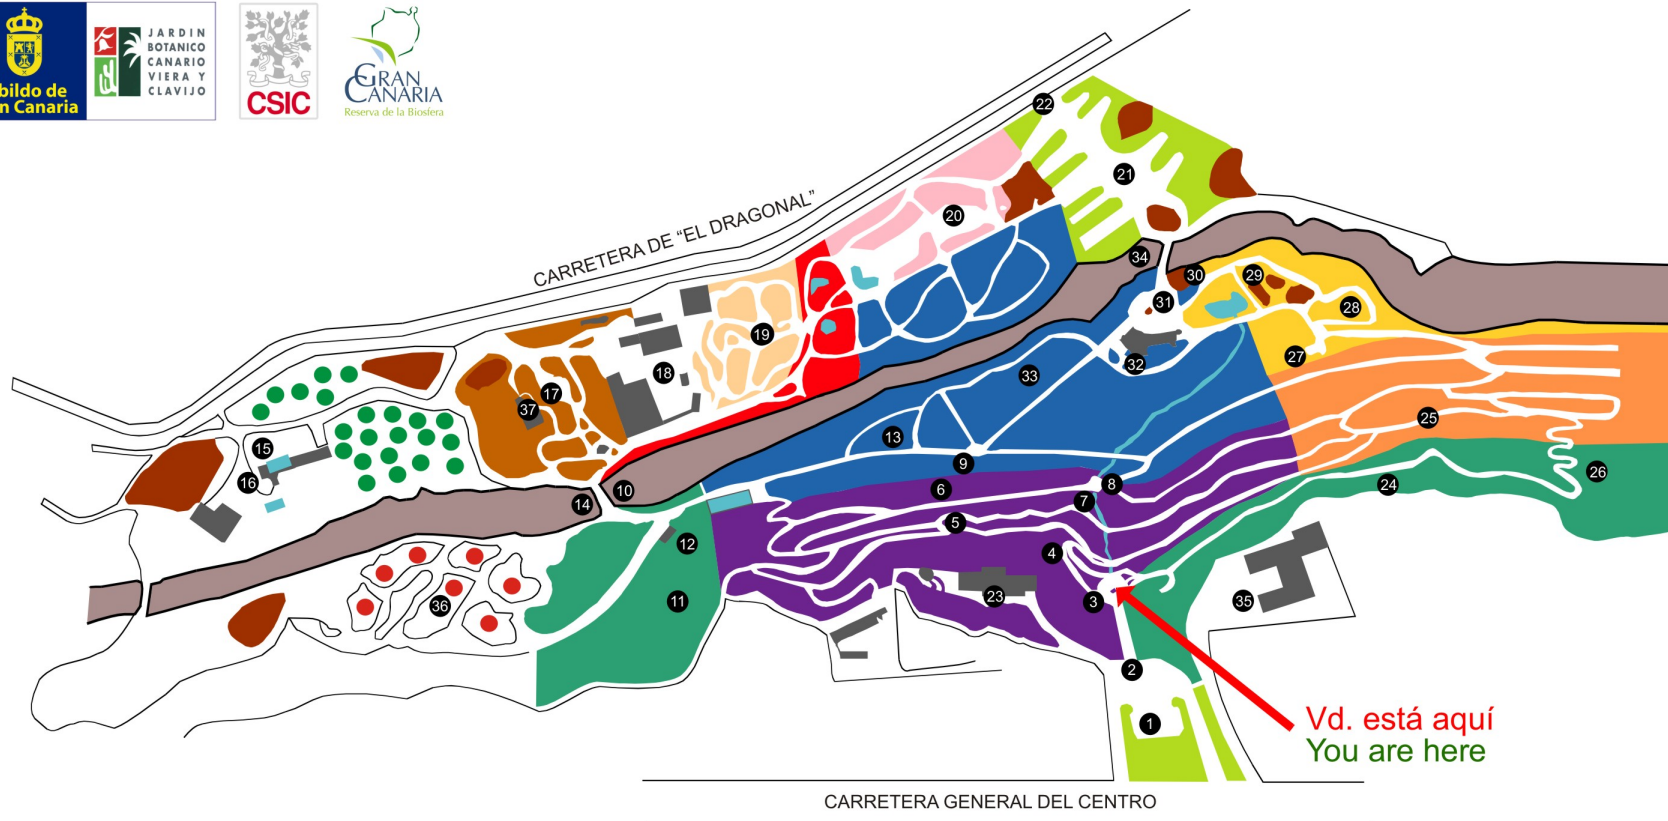 bildo de
n Canaria
JARDIN
BOTANICO
CANARIO
VIERA Y
CLAVIJO
CSIC
GRAN
CANARIA
Reserva de la Biosfera
CARRETERA DE “EL DRAGONAL”
22
21
20
34
30
29
31
28
19
32
27
18
33
17
37
25
13
15
9
26
16
10
6
8
24
14
7
5
12
4
23
36
11
3
35
2
1
Vd. está aquí
You are here
CARRETERA GENERAL DEL CENTRO